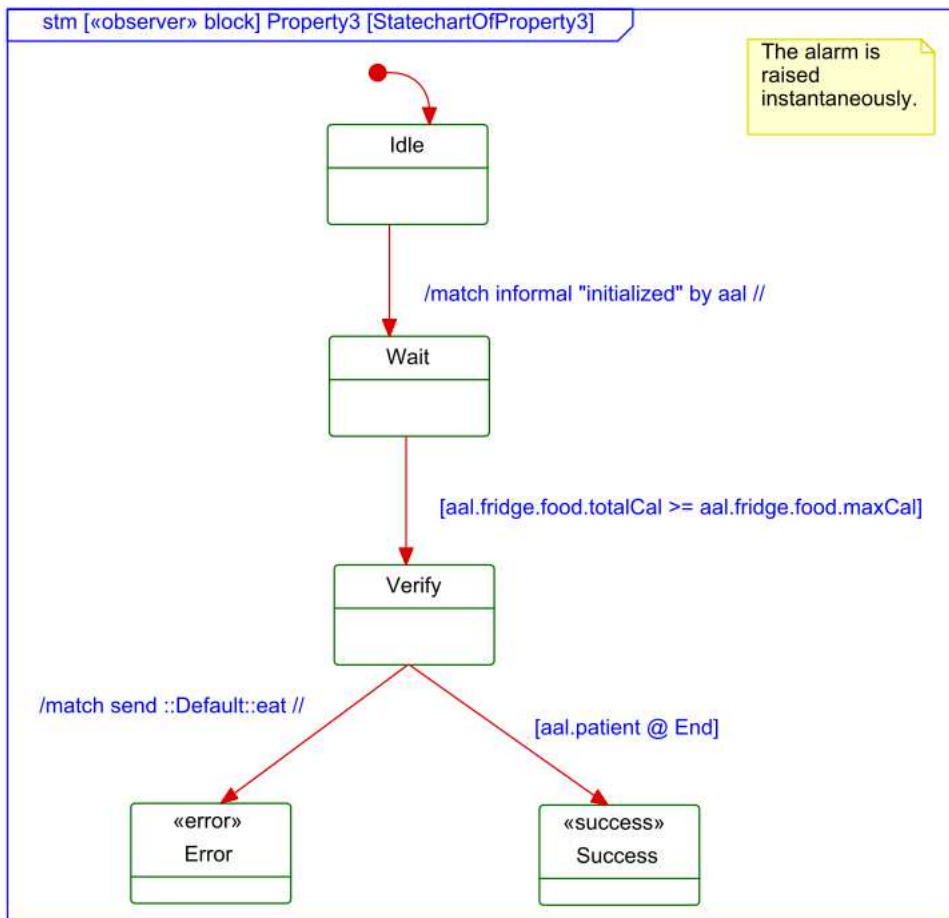 stm [«observer» block] Property3 [StatechartOfProperty3]
The alarm is
raised
instantaneously.
Idle
/match informal "initialized" by aal //
Wait
[aal.fridge.food.totalCal >= aal.fridge.food.maxCal]
Verify
/match send ::Default::eat //
[aal.patient @ End]
«error»
Error
«success»
Success